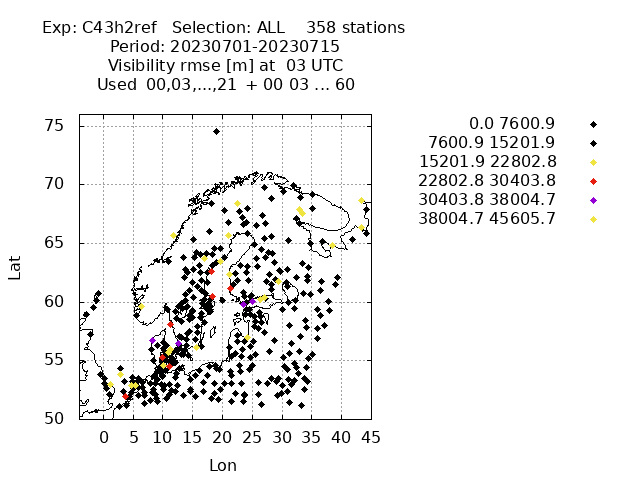 Exp: C43h2ref   Selection: ALL    358 stations
Period: 20230701-20230715
Visibility rmse [m] at  03 UTC
Used  00,03,...,21  + 00 03 ... 60
0.0 7600.9
7600.9 15201.9
15201.9 22802.8
22802.8 30403.8
30403.8 38004.7
38004.7 45605.7
75
70
65
60
55
50
Lat
0 5 10 15 20 25 30 35 40 45
Lon